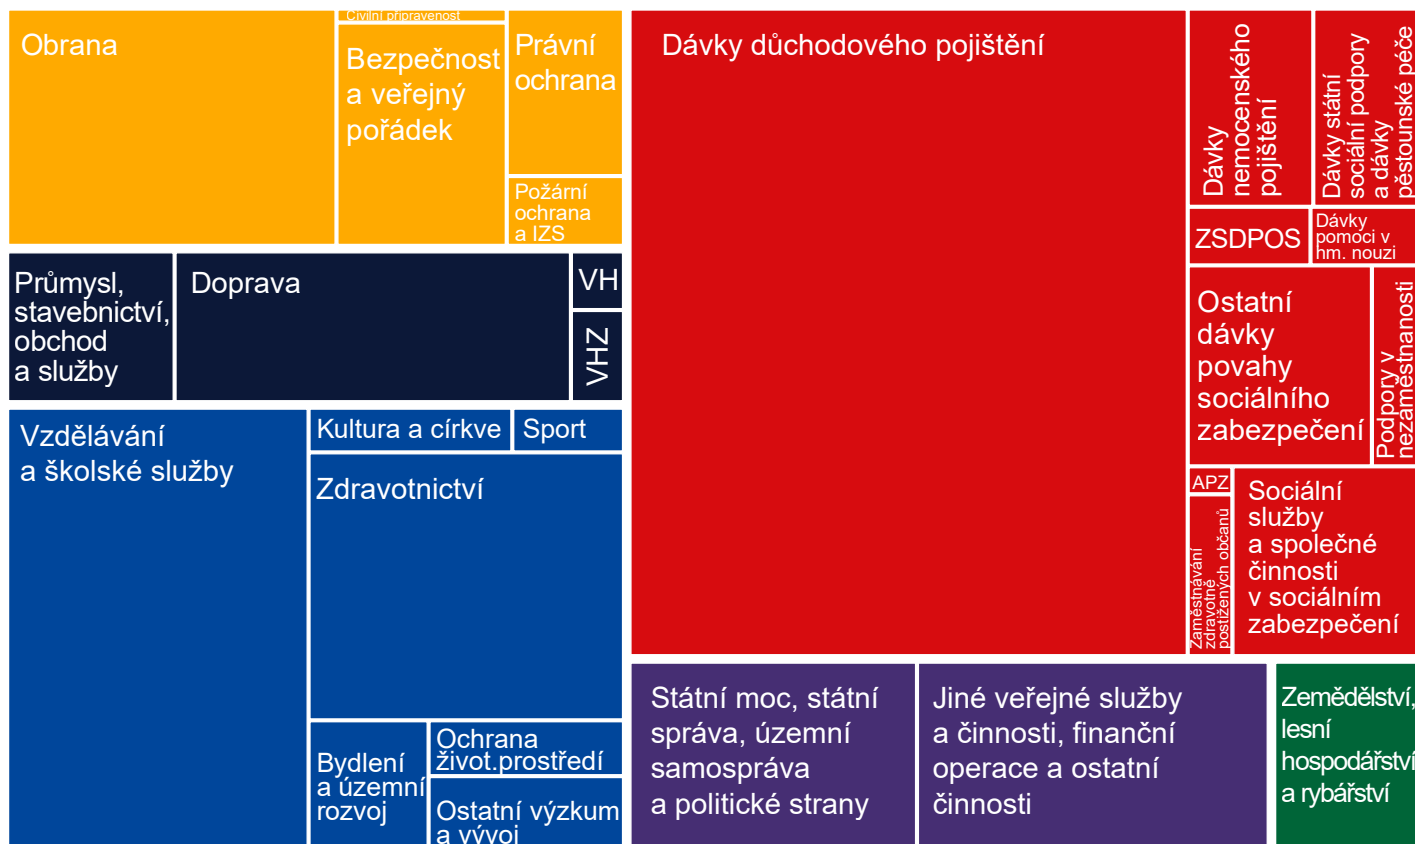 Obrana
Civilní připravenost
Bezpečnost
a veřejný
pořádek
Právní
ochrana
Požární
ochrana
a IZS
Průmysl,
stavebnictví,
obchod
a služby
Doprava
VH
VHZ
Vzdělávání
a školské služby
Kultura a církve
Sport
Zdravotnictví
Bydlení
a územní
rozvoj
Ochrana
život.prostředí
Ostatní výzkum
a vývoj
Dávky důchodového pojištění
Dávky
nemocenského
pojištění
Dávky státní
sociální podpory
a dávky
pěstounské péče
ZSDPOS
Dávky
pomoci v
hm. nouzi
Ostatní
dávky
povahy
sociálního
zabezpečení
Podpory v
nezaměstnanosti
APZ
Zaměstnávání
zdravotně
postižených občanů
Sociální
služby
a společné
činnosti
v sociálním
zabezpečení
Státní moc, státní
správa, územní
samospráva
a politické strany
Jiné veřejné služby
a činnosti, finanční
operace a ostatní
činnosti
Zemědělství,
lesní
hospodářství
a rybářství